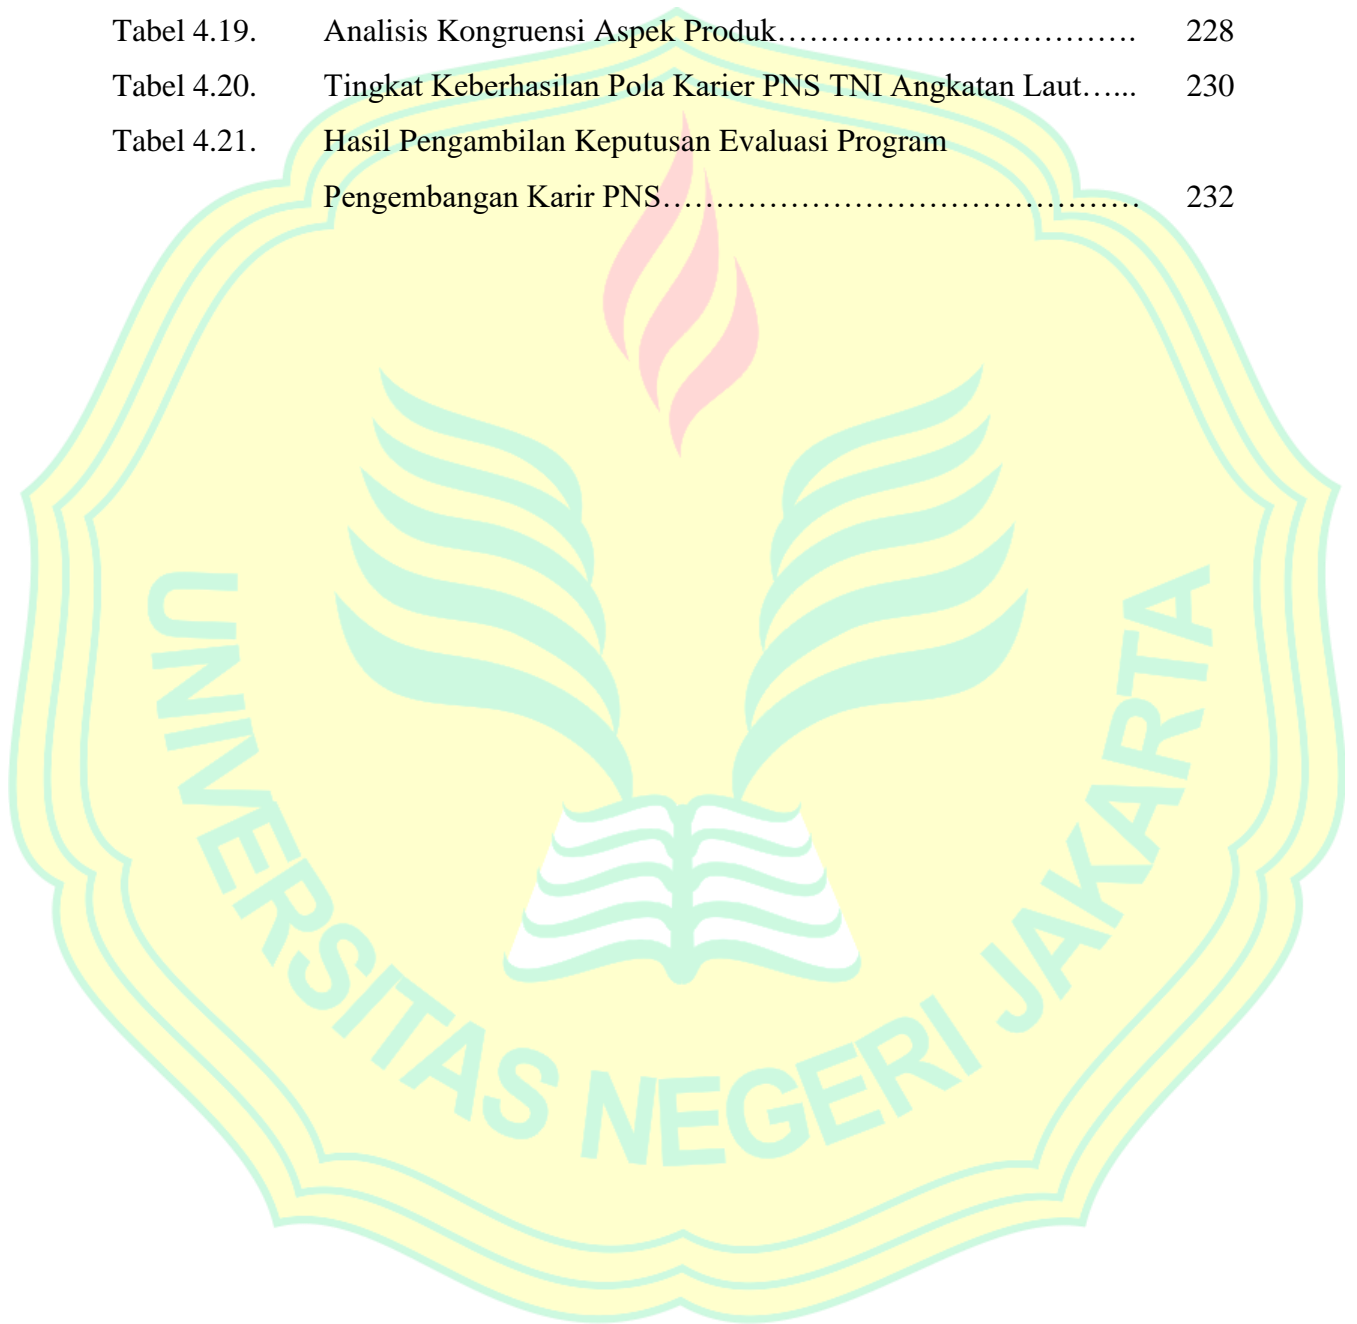 Tabel 4.19. Analisis Kongruensi Aspek Produk……………………………. 228
Tabel 4.20. Tingkat Keberhasilan Pola Karier PNS TNI Angkatan Laut…... 230
Tabel 4.21. Hasil Pengambilan Keputusan Evaluasi Program
Pengembangan Karir PNS……………………………………….…… 232
UNIVERSITAS NEGERI JAKARTA